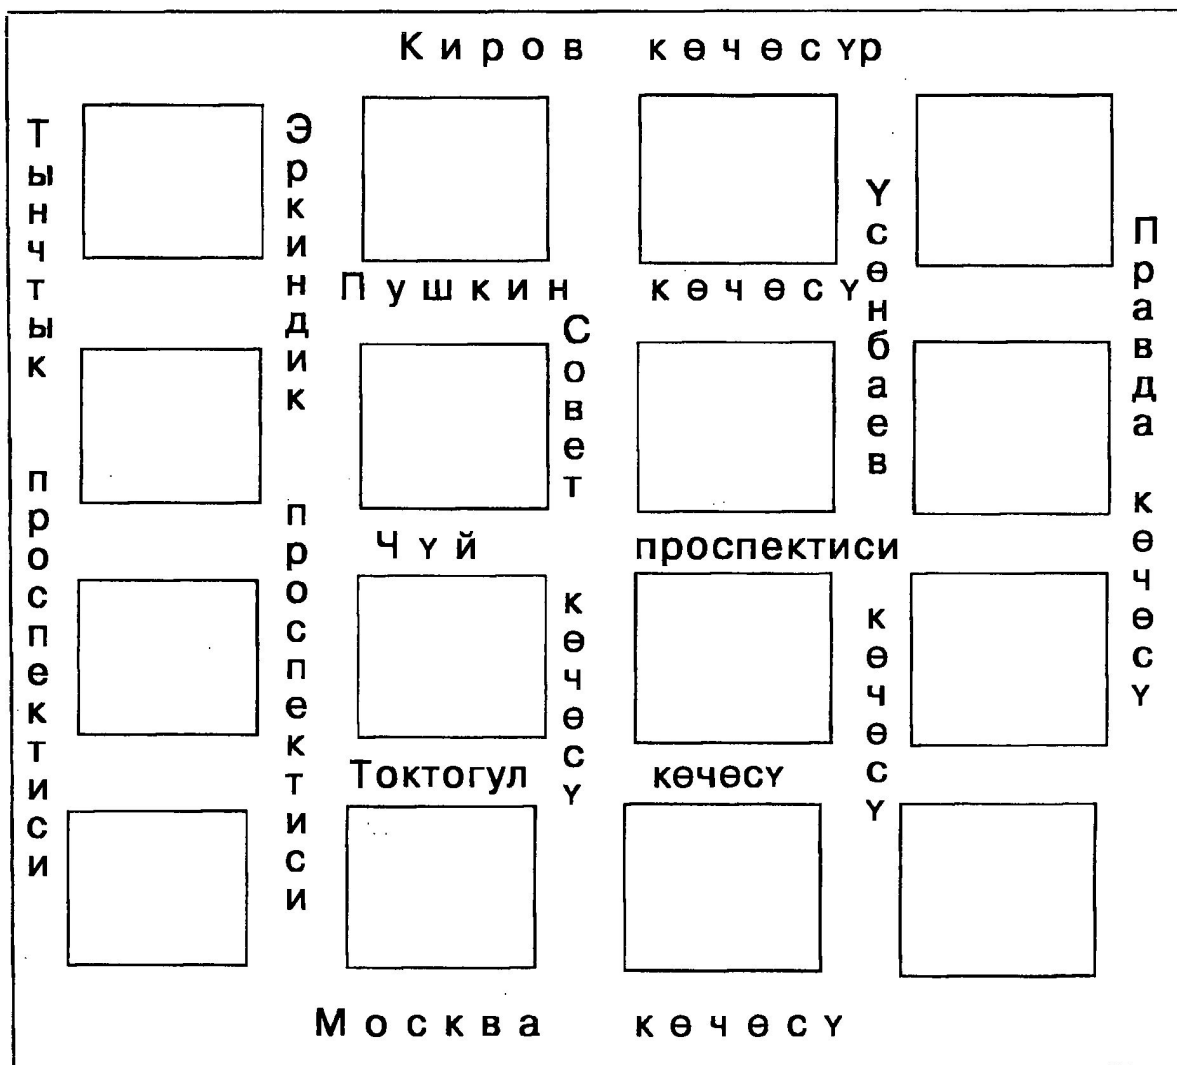 Киров көчөсүр
Тынчтык проспектиси
Эркиндик проспектиси
Пушкин көчөсү
Совет көчөсү
Үсөнбаев көчөсү
Правда көчөсү
Чүй проспектиси
Токтогул көчөсү
Москва көчөсү